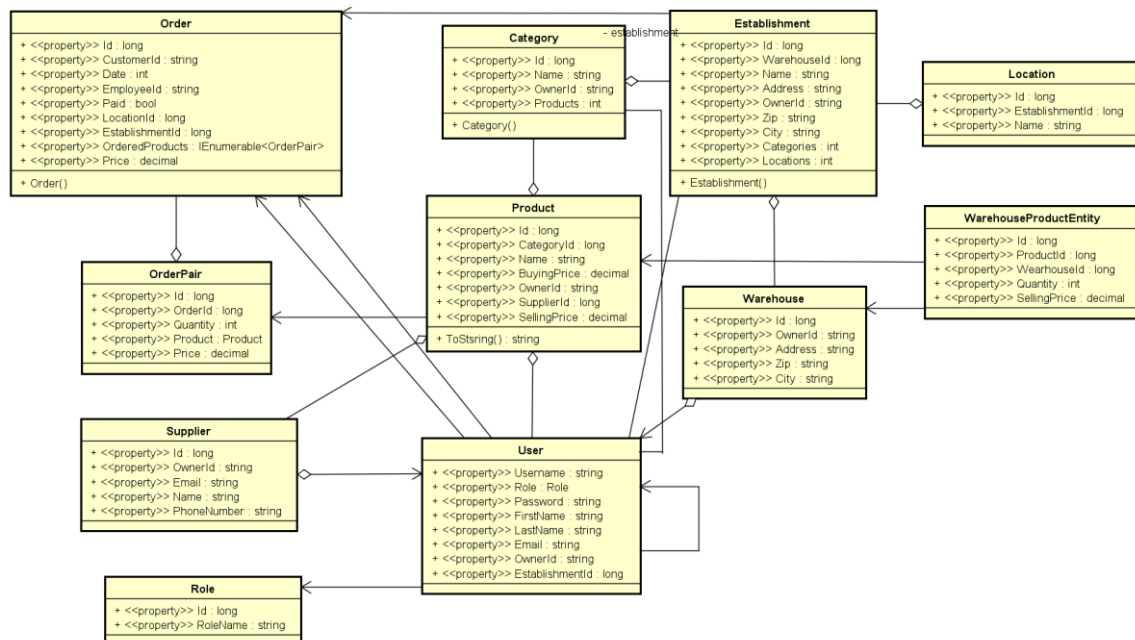 Order
+ <<property>> Id : long
+ <<property>> CustomerId : string
+ <<property>> Date : int
+ <<property>> EmployeeId : string
+ <<property>> Paid : bool
+ <<property>> LocationId : long
+ <<property>> EstablishmentId : long
+ <<property>> OrderedProducts : IEnumerable<OrderPair>
+ <<property>> Price : decimal
+ Order()
Category
+ <<property>> Id : long
+ <<property>> Name : string
+ <<property>> OwnerId : string
+ <<property>> Products : int
+ Category()
- establishment
Establishment
+ <<property>> Id : long
+ <<property>> WarehouseId : long
+ <<property>> Name : string
+ <<property>> Address : string
+ <<property>> OwnerId : string
+ <<property>> Zip : string
+ <<property>> City : string
+ <<property>> Categories : int
+ <<property>> Locations : int
+ Establishment()
Location
+ <<property>> Id : long
+ <<property>> EstablishmentId : long
+ <<property>> Name : string
Product
+ <<property>> Id : long
+ <<property>> CategoryId : long
+ <<property>> Name : string
+ <<property>> BuyingPrice : decimal
+ <<property>> OwnerId : string
+ <<property>> SupplierId : long
+ <<property>> SellingPrice : decimal
+ ToStsring() : string
WarehouseProductEntity
+ <<property>> Id : long
+ <<property>> ProductId : long
+ <<property>> WearhouseId : long
+ <<property>> Quantity : int
+ <<property>> SellingPrice : decimal
OrderPair
+ <<property>> Id : long
+ <<property>> OrderId : long
+ <<property>> Quantity : int
+ <<property>> Product : Product
+ <<property>> Price : decimal
Warehouse
+ <<property>> Id : long
+ <<property>> OwnerId : string
+ <<property>> Address : string
+ <<property>> Zip : string
+ <<property>> City : string
Supplier
+ <<property>> Id : long
+ <<property>> OwnerId : string
+ <<property>> Email : string
+ <<property>> Name : string
+ <<property>> PhoneNumber : string
User
+ <<property>> Username : string
+ <<property>> Role : Role
+ <<property>> Password : string
+ <<property>> FirstName : string
+ <<property>> LastName : string
+ <<property>> Email : string
+ <<property>> OwnerId : string
+ <<property>> EstablishmentId : long
Role
+ <<property>> Id : long
+ <<property>> RoleName : string